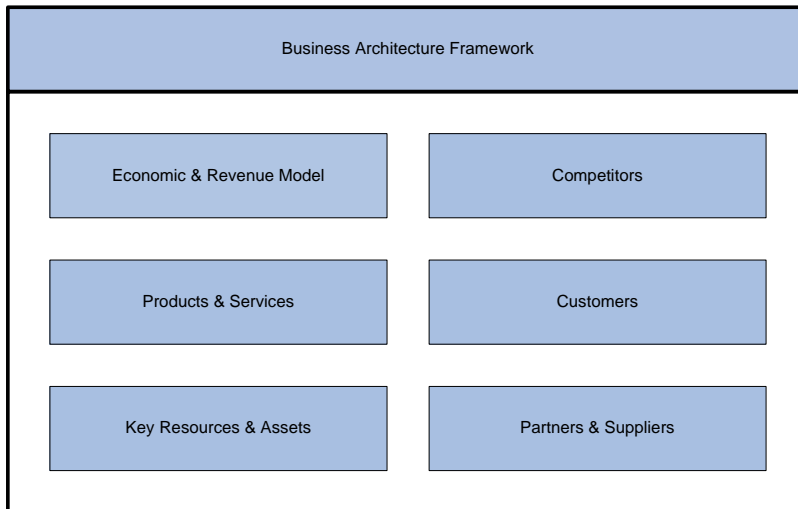 Business Architecture Framework
Economic & Revenue Model
Competitors
Products & Services
Customers
Key Resources & Assets
Partners & Suppliers